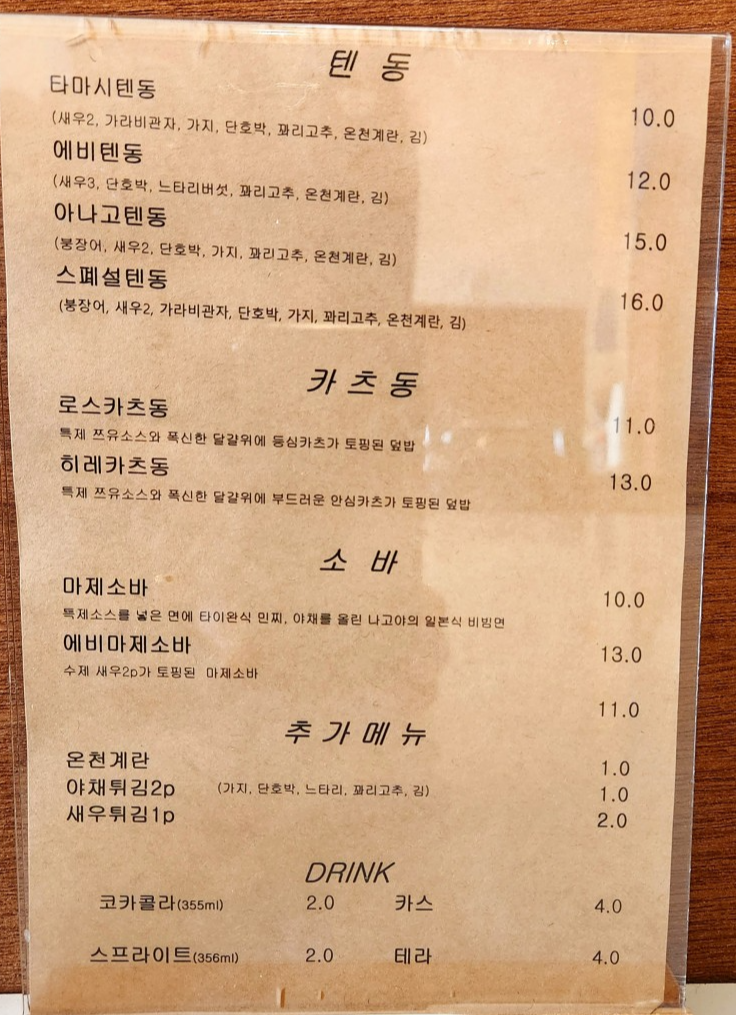 텐 동
타마시텐동
(새우2, 가라비관자, 가지, 단호박, 꽈리고추, 온천계란, 김) 10.0
에비텐동
(새우3, 단호박, 느타리버섯, 꽈리고추, 온천계란, 김) 12.0
아나고텐동
(붕장어, 새우2, 단호박, 가지, 꽈리고추, 온천계란, 김) 15.0
스폐셜텐동
(붕장어, 새우2, 가라비관자, 단호박, 가지, 꽈리고추, 온천계란, 김) 16.0
카 츠 동
로스카츠동
특제 쯔유소스와 폭신한 달걀위에 등심카츠가 토핑된 덮밥 11.0
히레카츠동
특제 쯔유소스와 폭신한 달걀위에 부드러운 안심카츠가 토핑된 덮밥 13.0
소 바
마제소바 10.0
특제소스를 넣은 면에 타이완식 민찌, 야채를 올린 나고야의 일본식 비빔면
에비마제소바 13.0
수제 새우2p가 토핑된 마제소바
11.0
추 가 메 뉴
온천계란 1.0
야채튀김2p (가지, 단호박, 느타리, 꽈리고추, 김) 1.0
새우튀김1p 2.0
DRINK
코카콜라(355ml) 2.0 카스 4.0
스프라이트(356ml) 2.0 테라 4.0